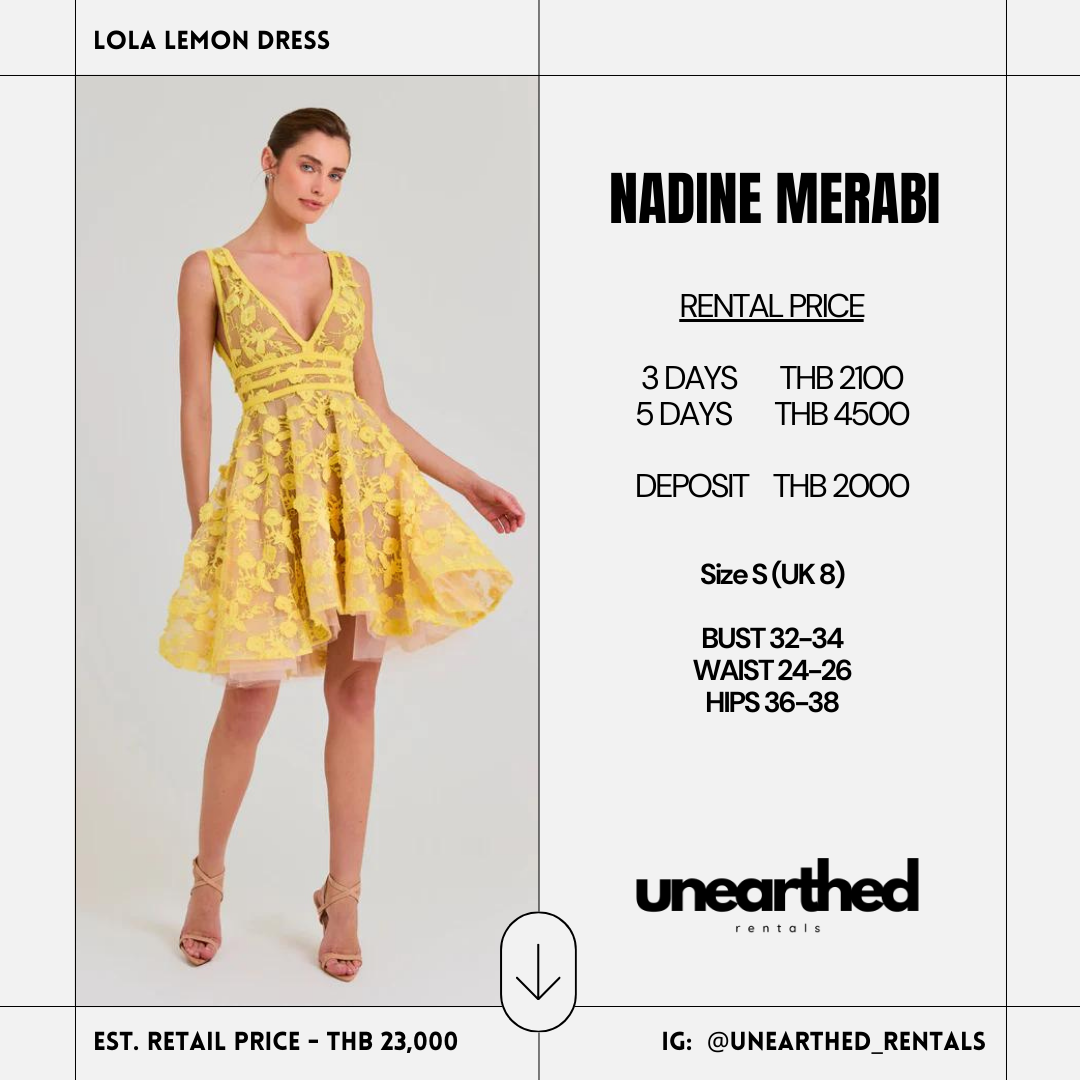 LOLA LEMON DRESS
NADINE MERABI
RENTAL PRICE
3 DAYS THB 2100
5 DAYS THB 4500
DEPOSIT THB 2000
Size S (UK 8)
BUST 32-34
WAIST 24-26
HIPS 36-38
unearthed
rentals
EST. RETAIL PRICE - THB 23,000
IG: @UNEARTHED_RENTALS